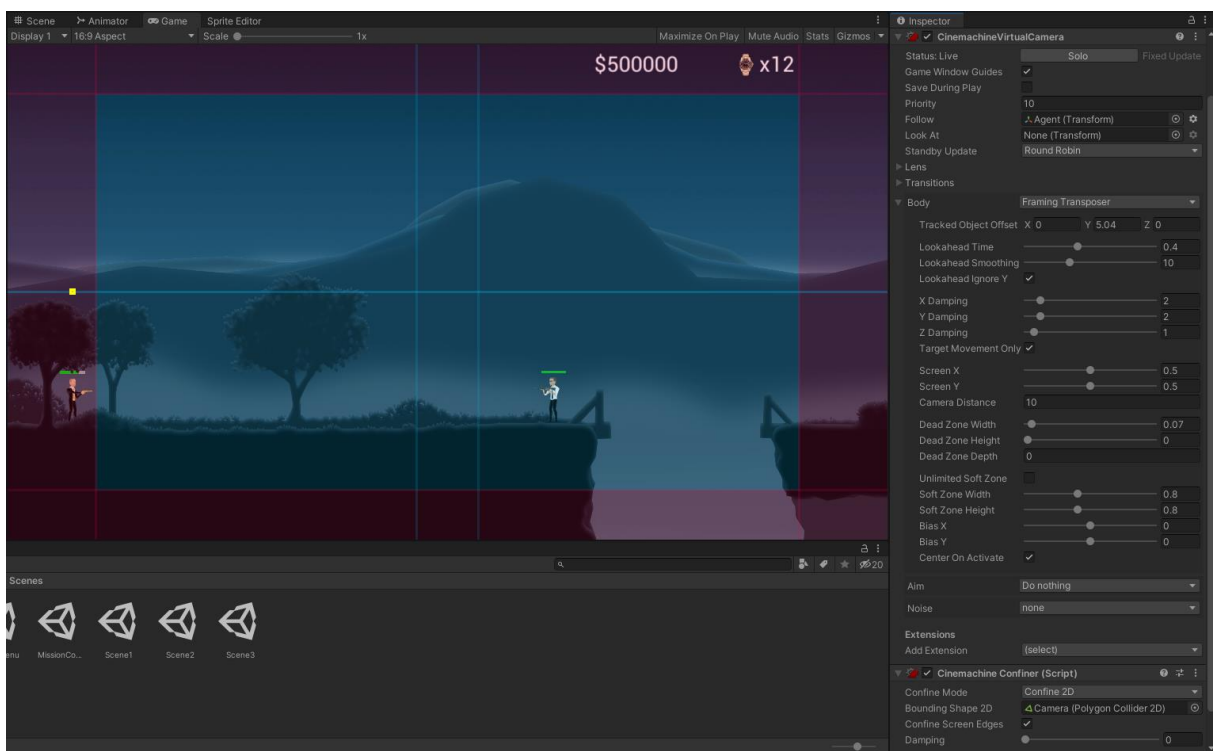 Scene Animator Game Sprite Editor
Display 1 16:9 Aspect Scale 1x Maximize On Play Mute Audio Stats Gizmos
$500000 x12
20
Scenes
enu MissionCo... Scene1 Scene2 Scene3
Inspector
CinemachineVirtualCamera
Status: Live Solo Fixed Update
Game Window Guides
Save During Play
Priority 10
Follow Agent (Transform)
Look At None (Transform)
Standby Update Round Robin
Lens
Transitions
Body Framing Transposer
Tracked Object Offset X 0 Y 5.04 Z 0
Lookahead Time 0.4
Lookahead Smoothing 10
Lookahead Ignore Y
X Damping 2
Y Damping 2
Z Damping 1
Target Movement Only
Screen X 0.5
Screen Y 0.5
Camera Distance 10
Dead Zone Width 0.07
Dead Zone Height 0
Dead Zone Depth 0
Unlimited Soft Zone
Soft Zone Width 0.8
Soft Zone Height 0.8
Bias X 0
Bias Y 0
Center On Activate
Aim Do nothing
Noise none
Extensions
Add Extension (select)
Cinemachine Confiner (Script)
Confine Mode Confine 2D
Bounding Shape 2D Camera (Polygon Collider 2D)
Confine Screen Edges
Damping 0